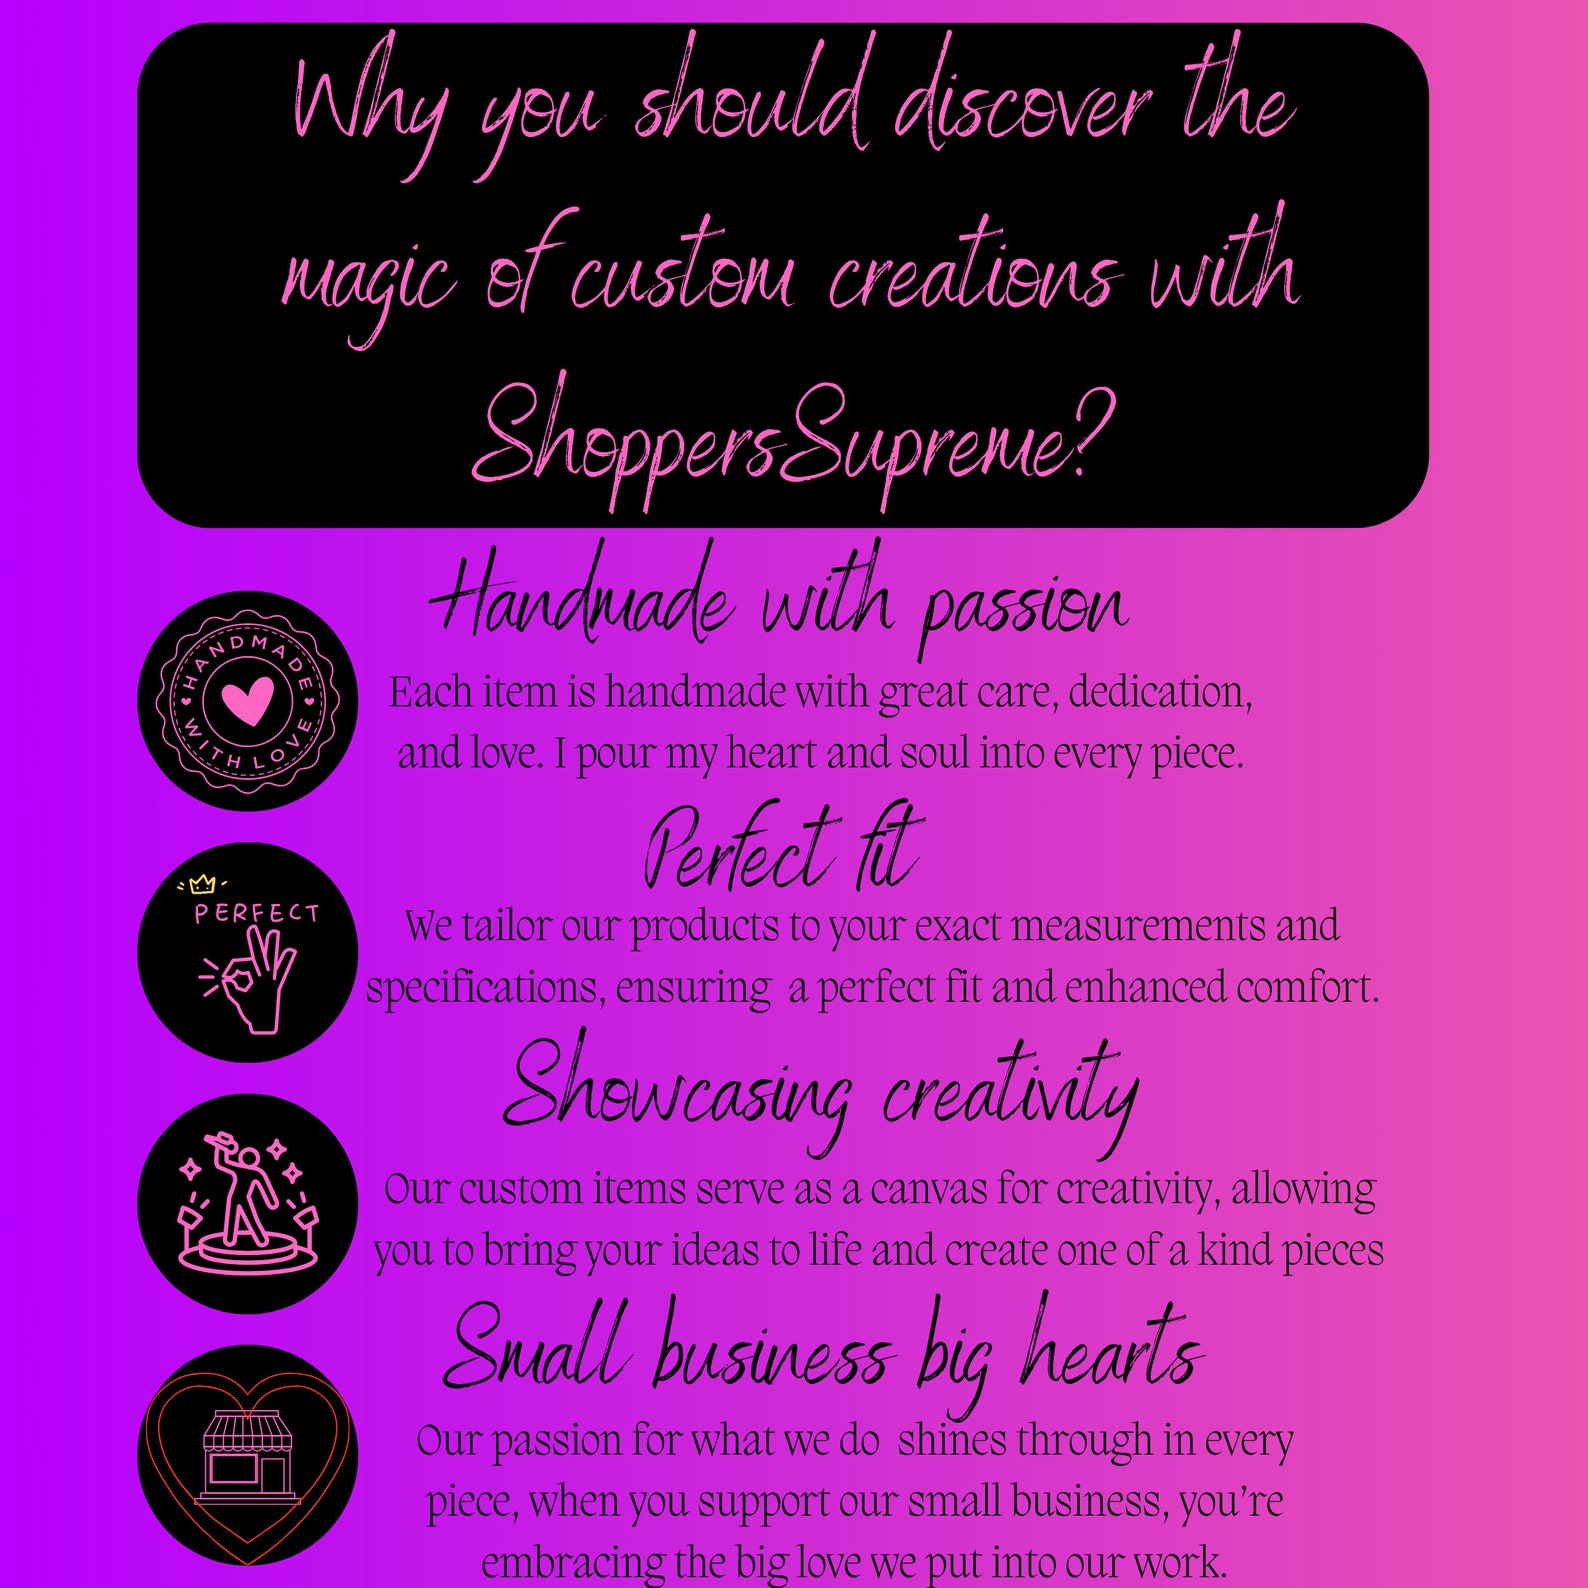 Why you should discover the
magic of custom creations with
ShoppersSupreme?
Handmade with passion
HANDMADE
WITH LOVE
Each item is handmade with great care, dedication,
and love. I pour my heart and soul into every piece.
Perfect fit
PERFECT
We tailor our products to your exact measurements and
specifications, ensuring  a perfect fit and enhanced comfort.
Showcasing creativity
Our custom items serve as a canvas for creativity, allowing
you to bring your ideas to life and create one of a kind pieces
Small business big hearts
Our passion for what we do  shines through in every
piece, when you support our small business, you’re
embracing the big love we put into our work.